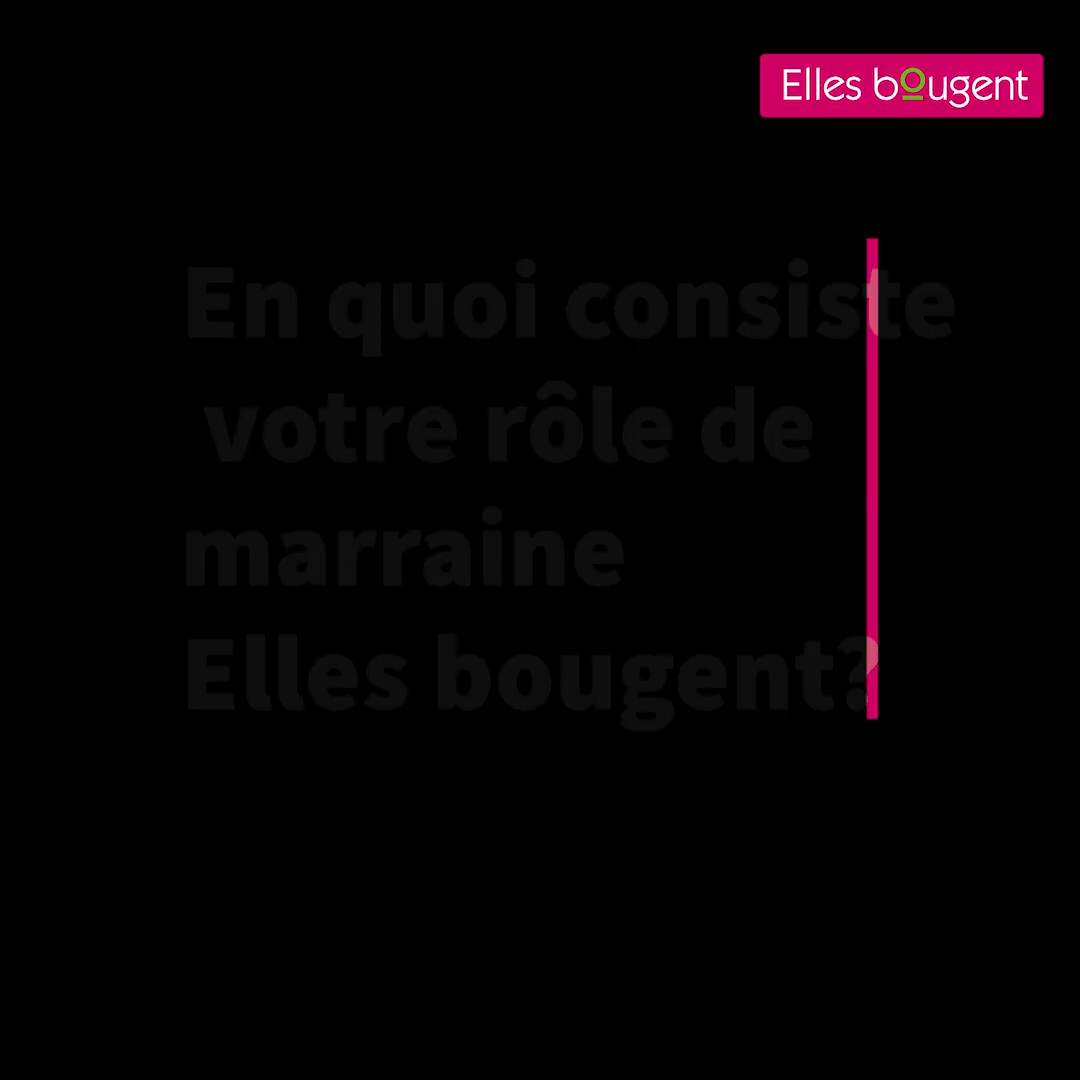 Elles bougent
En quoi consiste
votre rôle de
marraine
Elles bougent?